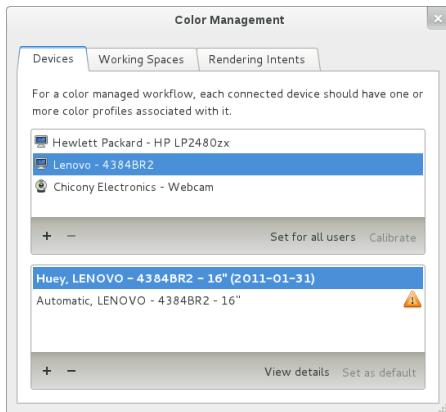 Color Management
Devices
Working Spaces
Rendering Intents
For a color managed workflow, each connected device should have one or
more color profiles associated with it.
Hewlett Packard - HP LP2480zx
Lenovo - 4384BR2
Chicony Electronics - Webcam
+ − Set for all users Calibrate
Huey, LENOVO - 4384BR2 - 16" (2011-01-31)
Automatic, LENOVO - 4384BR2 - 16"
+ − View details Set as default